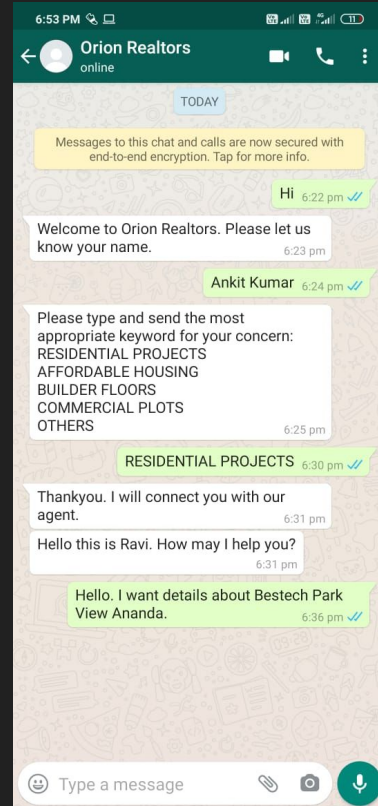 6:53 PM
4G
11
Orion Realtors
online
TODAY
Messages to this chat and calls are now secured with
end-to-end encryption. Tap for more info.
Hi 6:22 pm
Welcome to Orion Realtors. Please let us
know your name. 6:23 pm
Ankit Kumar 6:24 pm
Please type and send the most
appropriate keyword for your concern:
RESIDENTIAL PROJECTS
AFFORDABLE HOUSING
BUILDER FLOORS
COMMERCIAL PLOTS
OTHERS 6:25 pm
RESIDENTIAL PROJECTS 6:30 pm
Thankyou. I will connect you with our
agent. 6:31 pm
Hello this is Ravi. How may I help you?
6:31 pm
Hello. I want details about Bestech Park
View Ananda. 6:36 pm
Type a message